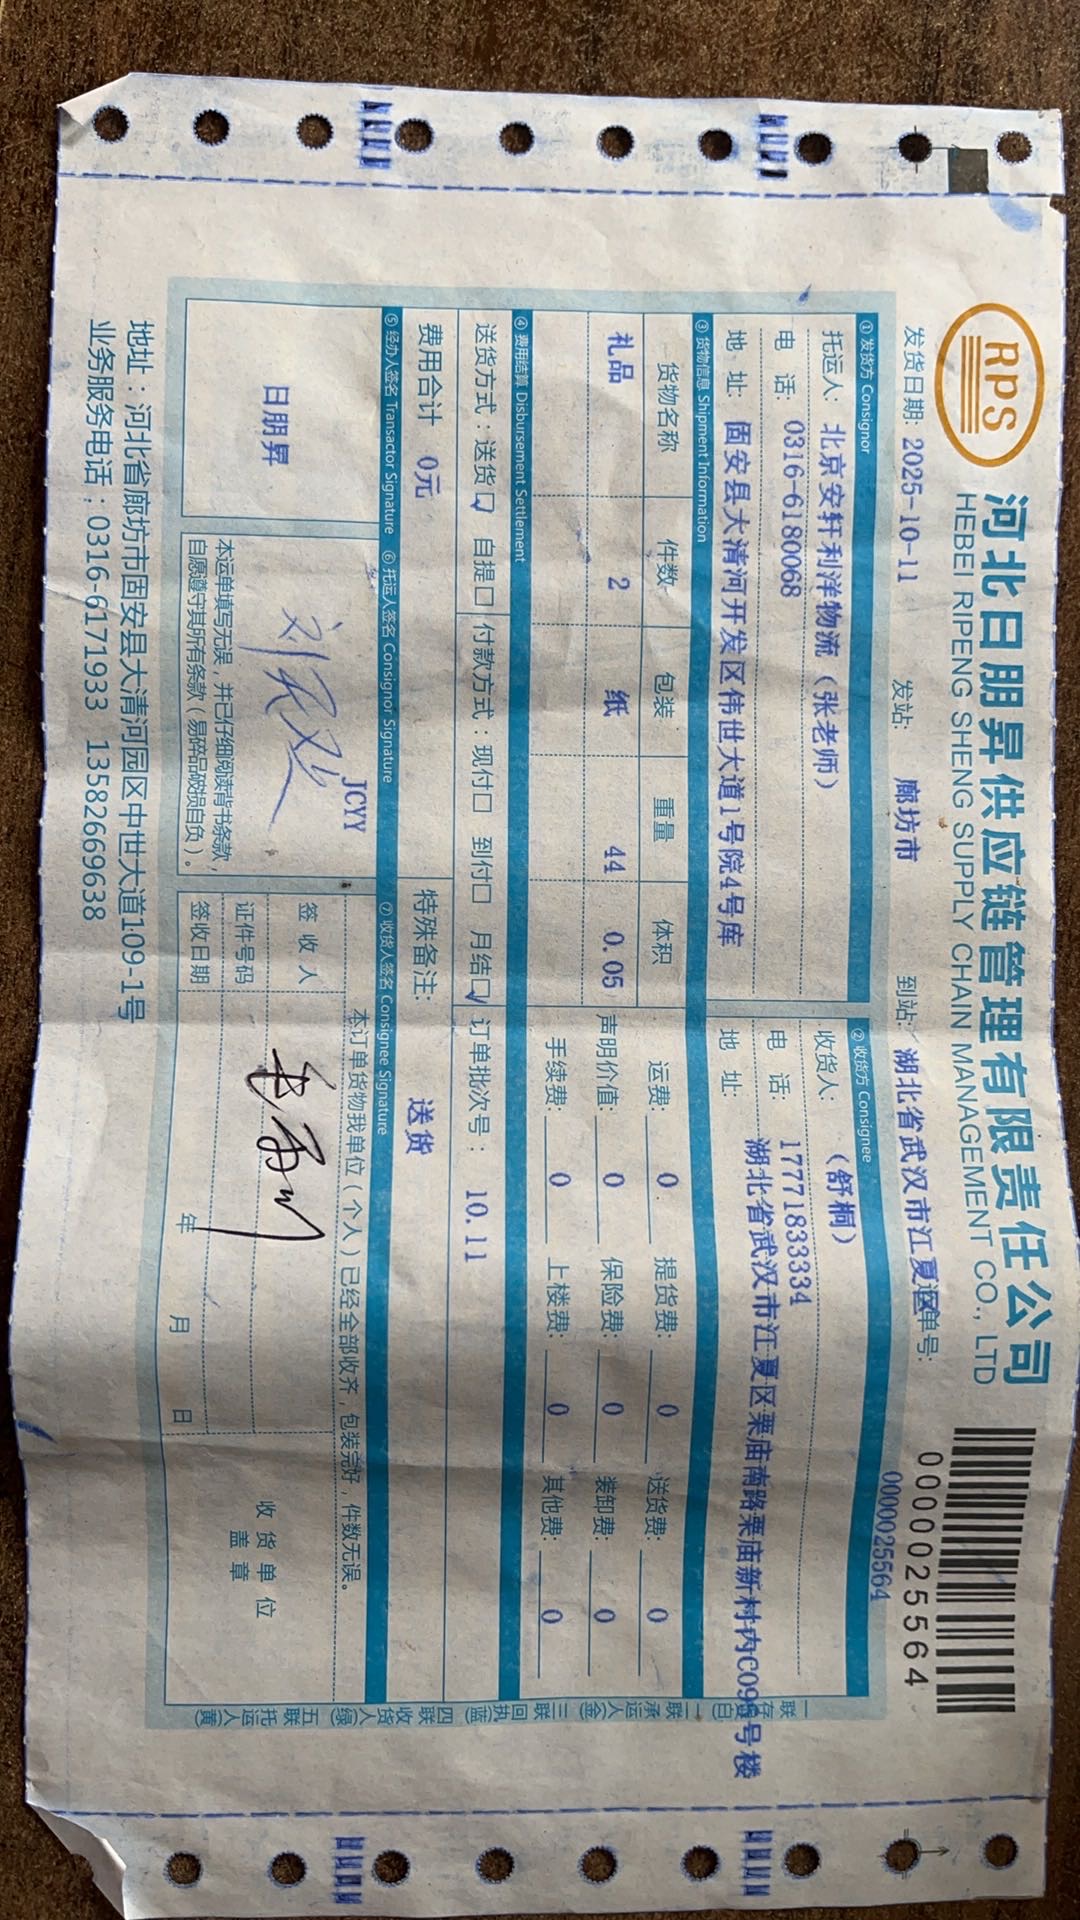 RPS
河北日朋昇供应链管理有限责任公司
HEBEI RIPENG SHENG SUPPLY CHAIN MANAGEMENT CO., LTD
0000025564
发货日期: 2025-10-11 发站: 廊坊市 到站: 湖北省武汉市江夏区 运单号: 0000025564
① 发货方 Consignor
托运人: 北京安轩利洋物流 (张老师)
电 话: 0316-6180068
地 址: 固安县大清河开发区伟世大道1号院4号库
② 收货方 Consignee
收货人: (舒桐)
电 话: 17771833334
地 址: 湖北省武汉市江夏区栗庙南路栗庙新村内C09号楼
③ 货物信息 Shipment Information
货物名称 件数 包装 重量 体积
礼品 2 纸 44 0.05
运费: 0 提货费: 0 送货费: 0
声明价值: 0 保险费: 0 装卸费: 0
手续费: 0 上楼费: 0 其他费: 0
④ 费用结算 Disbursement Settlement
送货方式：送货☑ 自提□ 付款方式：现付□ 到付□ 月结☑ 订单批次号： 10.11
费用合计 0元 特殊备注: 送货
⑤ 经办人签名 Transactor Signature ⑥ 托运人签名 Consignor Signature ⑦ 收货人签名 Consignee Signature
日朋昇
JCYY
本运单填写无误，并已仔细阅读背书条款，
自愿遵守其所有条款（易碎品破损自负）。
本订单货物我单位（个人）已经全部收齐，包装完好，件数无误。
签 收 人
证件号码
签收日期 年 月 日
收货单位
盖章
一联存根(白) 二联承运人(金) 三联回执(蓝) 四联收货人(绿) 五联托运人(黄)
地址：河北省廊坊市固安县大清河园区中世大道109-1号
业务服务电话：0316-6171933 13582669638